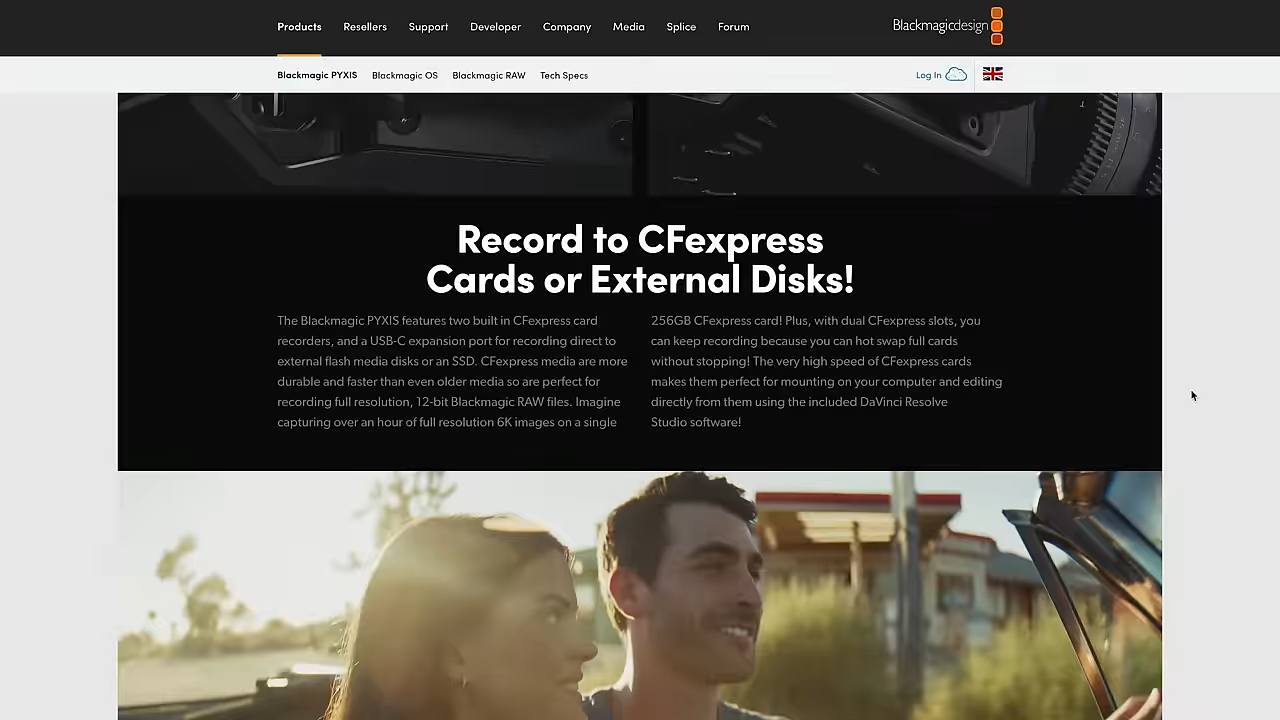 Products Resellers Support Developer Company Media Splice Forum
Blackmagicdesign
Blackmagic PYXIS Blackmagic OS Blackmagic RAW Tech Specs
Log In
Record to CFexpress
Cards or External Disks!
The Blackmagic PYXIS features two built in CFexpress card
recorders, and a USB-C expansion port for recording direct to
external flash media disks or an SSD. CFexpress media are more
durable and faster than even older media so are perfect for
recording full resolution, 12-bit Blackmagic RAW files. Imagine
capturing over an hour of full resolution 6K images on a single
256GB CFexpress card! Plus, with dual CFexpress slots, you
can keep recording because you can hot swap full cards
without stopping! The very high speed of CFexpress cards
makes them perfect for mounting on your computer and editing
directly from them using the included DaVinci Resolve
Studio software!